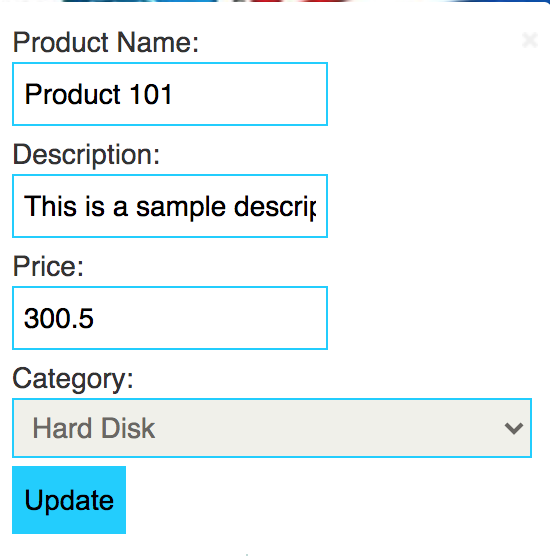 Product Name:
×
Product 101
Description:
This is a sample descrip
Price:
300.5
Category:
Hard Disk
Update